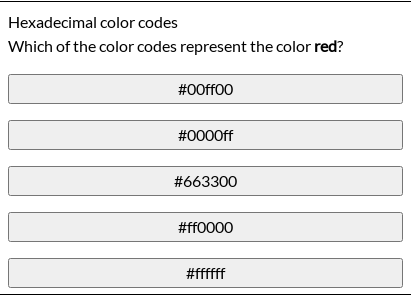 Hexadecimal color codes
Which of the color codes represent the color red?
#00ff00
#0000ff
#663300
#ff0000
#ffffff